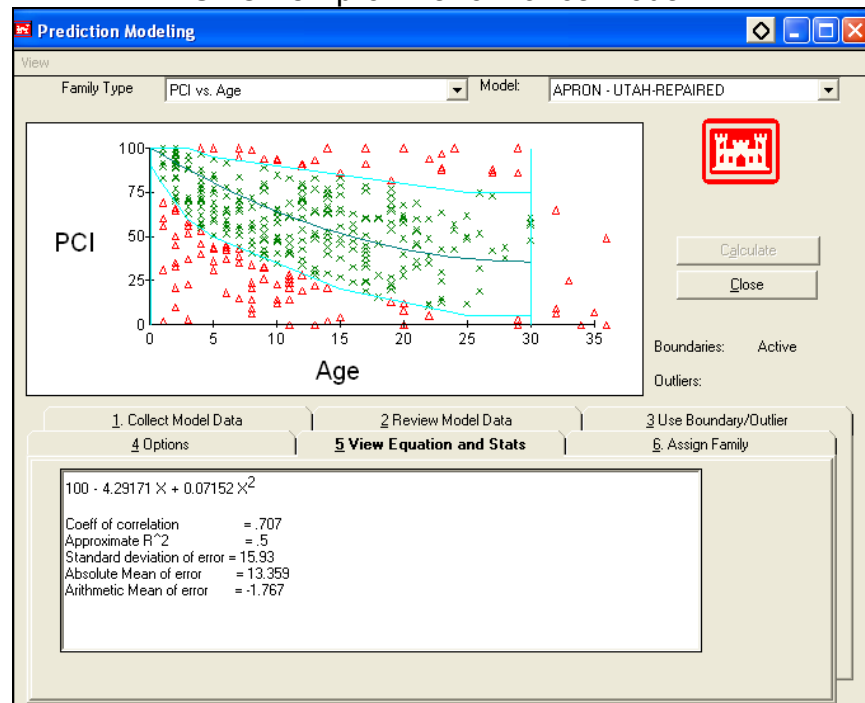 Prediction Modeling
View
Family Type PCI vs. Age Model: APRON - UTAH-REPAIRED
100
75
50
25
0
PCI
0 5 10 15 20 25 30 35
Age
Calculate
Close
Boundaries: Active
Outliers:
1. Collect Model Data 2 Review Model Data 3 Use Boundary/Outlier
4 Options 5 View Equation and Stats 6. Assign Family
100 - 4.29171 X + 0.07152 X^2
Coeff of correlation = .707
Approximate R^2 = .5
Standard deviation of error = 15.93
Absolute Mean of error = 13.359
Arithmetic Mean of error = -1.767